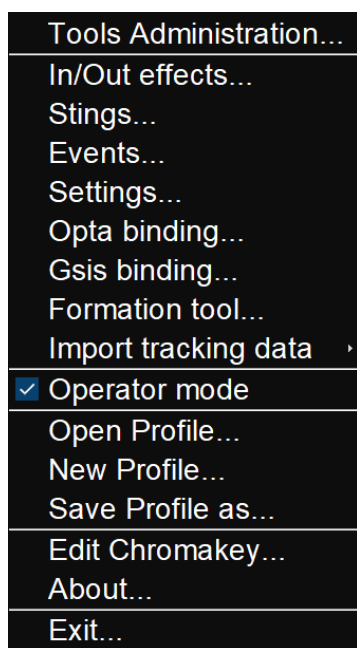 Tools Administration...
In/Out effects...
Stings...
Events...
Settings...
Opta binding...
Gsis binding...
Formation tool...
Import tracking data
Operator mode
Open Profile...
New Profile...
Save Profile as...
Edit Chromakey...
About...
Exit...